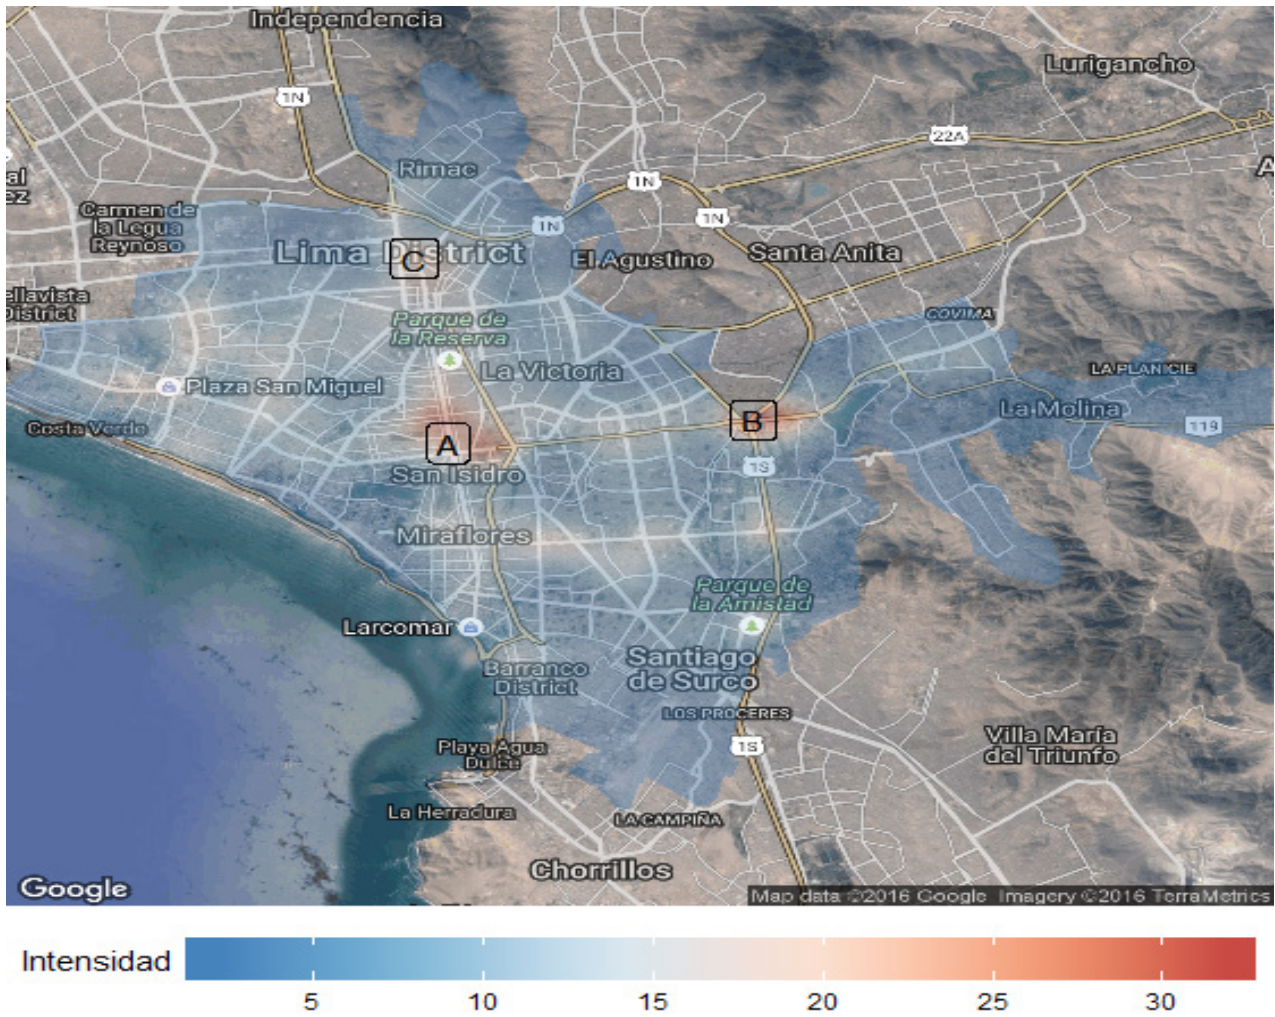 Independencia
Lurigancho
1N
22A
Rimac
1N
al
ez
A
Carmen de
la Legua
Reynoso
1N
1N
Lima District
C
El Agustino
Santa Anita
ellavista
District
COVIMA
Parque de
la Reserva
La Victoria
LA PLANICIE
Plaza San Miguel
La Molina
B
119
Costa Verde
A
San Isidro
1S
Miraflores
Parque de
la Amistad
Larcomar
Santiago
de Surco
Barranco
District
LOS PROCERES
1S
Villa María
del Triunfo
Playa Agua
Dulce
La Herradura
LA CAMPIÑA
Chorrillos
Google
Map data ©2016 Google Imagery ©2016 TerraMetrics
Intensidad
5 10 15 20 25 30